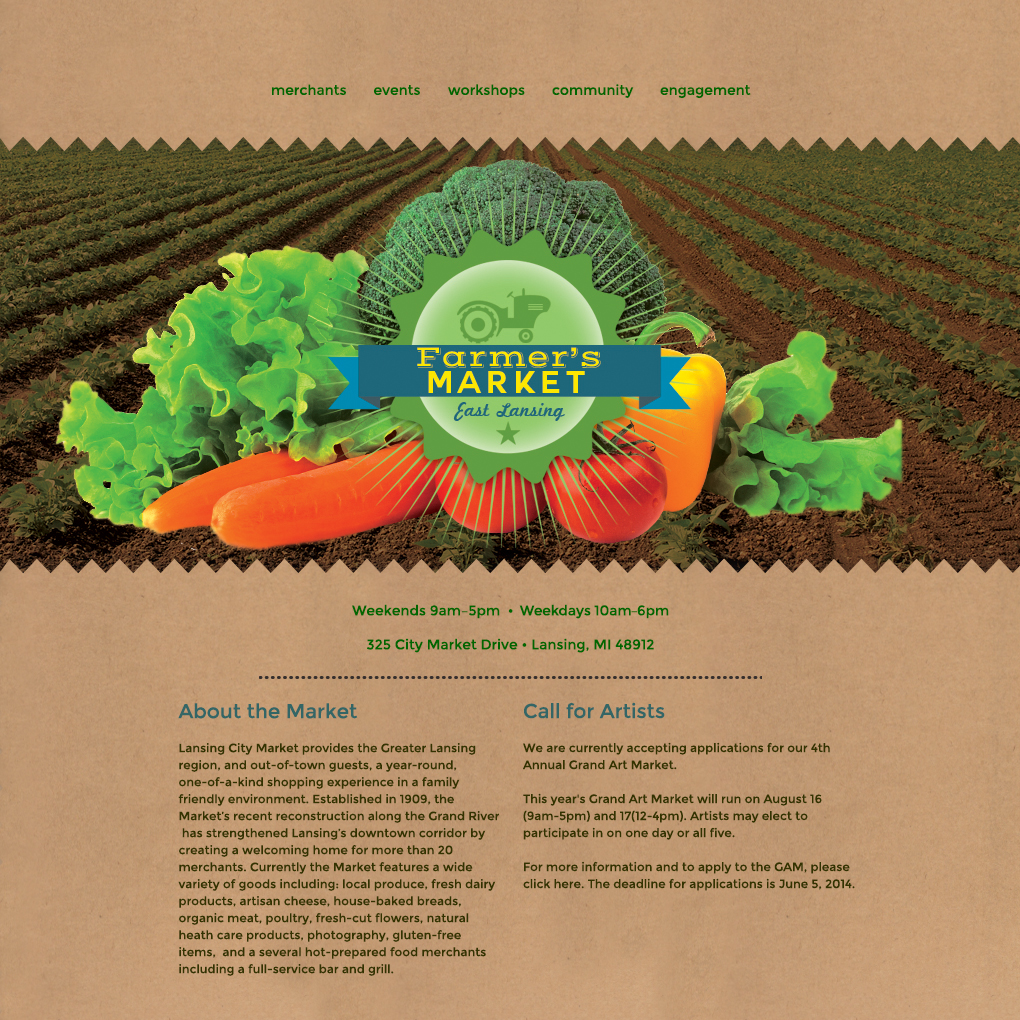 merchants events workshops community engagement
Farmer's
MARKET
East Lansing
Weekends 9am–5pm • Weekdays 10am–6pm
325 City Market Drive • Lansing, MI 48912
About the Market
Lansing City Market provides the Greater Lansing
region, and out-of-town guests, a year-round,
one-of-a-kind shopping experience in a family
friendly environment. Established in 1909, the
Market's recent reconstruction along the Grand River
has strengthened Lansing's downtown corridor by
creating a welcoming home for more than 20
merchants. Currently the Market features a wide
variety of goods including: local produce, fresh dairy
products, artisan cheese, house-baked breads,
organic meat, poultry, fresh-cut flowers, natural
heath care products, photography, gluten-free
items,  and a several hot-prepared food merchants
including a full-service bar and grill.
Call for Artists
We are currently accepting applications for our 4th
Annual Grand Art Market.
This year's Grand Art Market will run on August 16
(9am-5pm) and 17(12-4pm). Artists may elect to
participate in on one day or all five.
For more information and to apply to the GAM, please
click here. The deadline for applications is June 5, 2014.